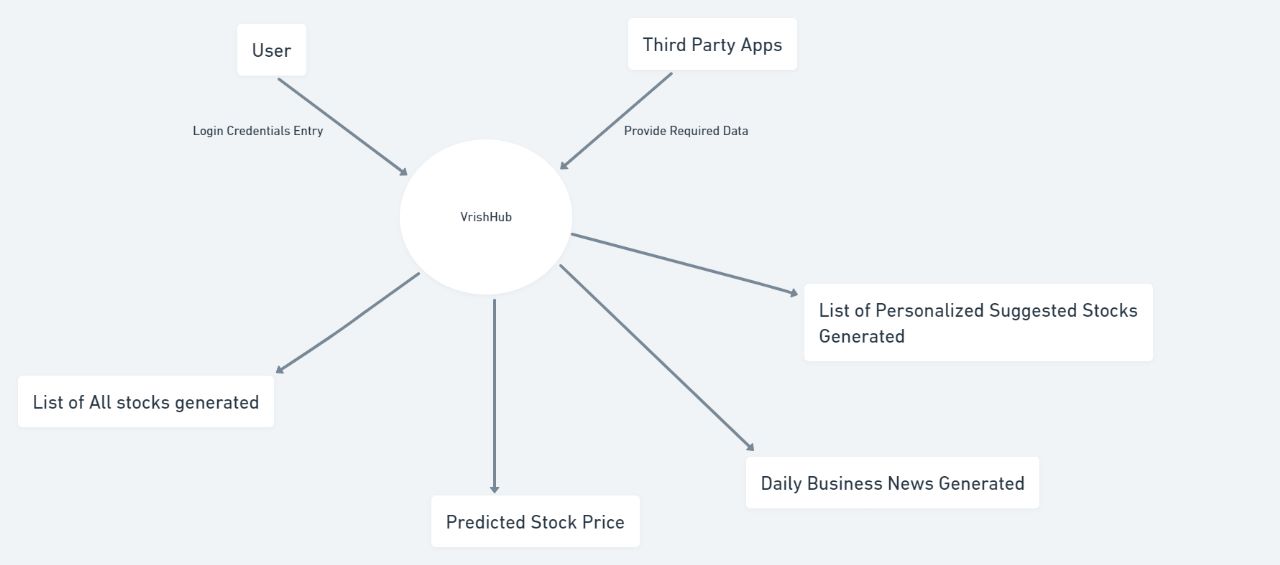 User
Third Party Apps
Login Credentials Entry
Provide Required Data
VrishHub
List of Personalized Suggested Stocks
Generated
List of All stocks generated
Daily Business News Generated
Predicted Stock Price